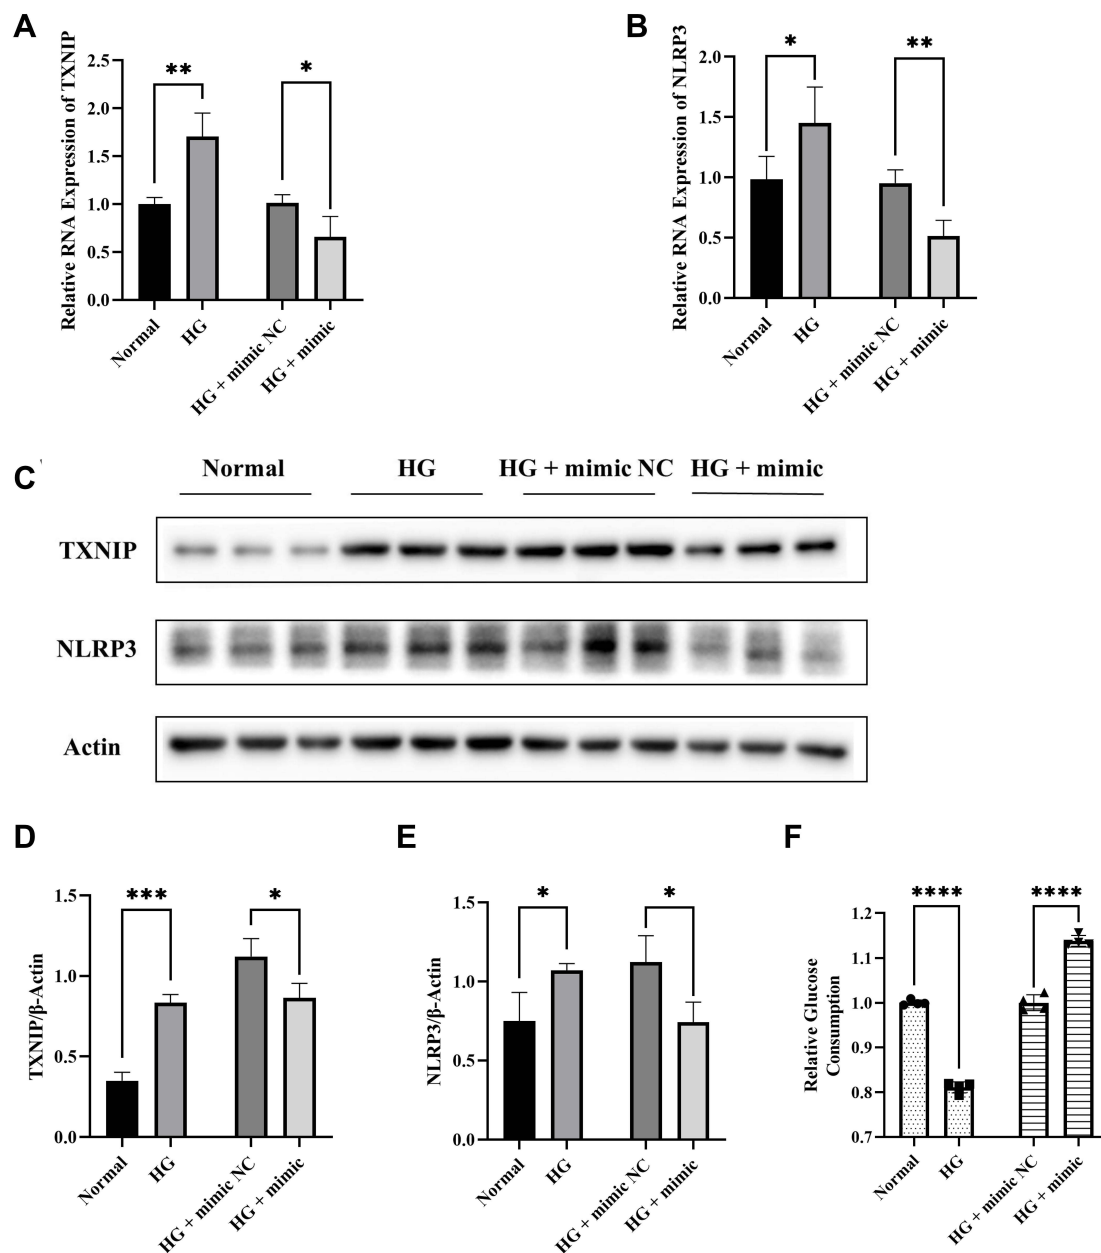 A
Relative RNA Expression of TXNIP
2.5
2.0
1.5
1.0
0.5
0.0
**
*
Normal
HG
HG + mimic NC
HG + mimic
B
Relative RNA Expression of NLRP3
2.0
1.5
1.0
0.5
0.0
*
**
Normal
HG
HG + mimic NC
HG + mimic
C
Normal HG HG + mimic NC HG + mimic
TXNIP
NLRP3
Actin
D
TXNIP/β-Actin
1.5
1.0
0.5
0.0
***
*
Normal
HG
HG + mimic NC
HG + mimic
E
NLRP3/β-Actin
1.5
1.0
0.5
0.0
*
*
Normal
HG
HG + mimic NC
HG + mimic
F
Relative Glucose
Consumption
1.2
1.1
1.0
0.9
0.8
0.7
****
****
Normal
HG
HG + mimic NC
HG + mimic